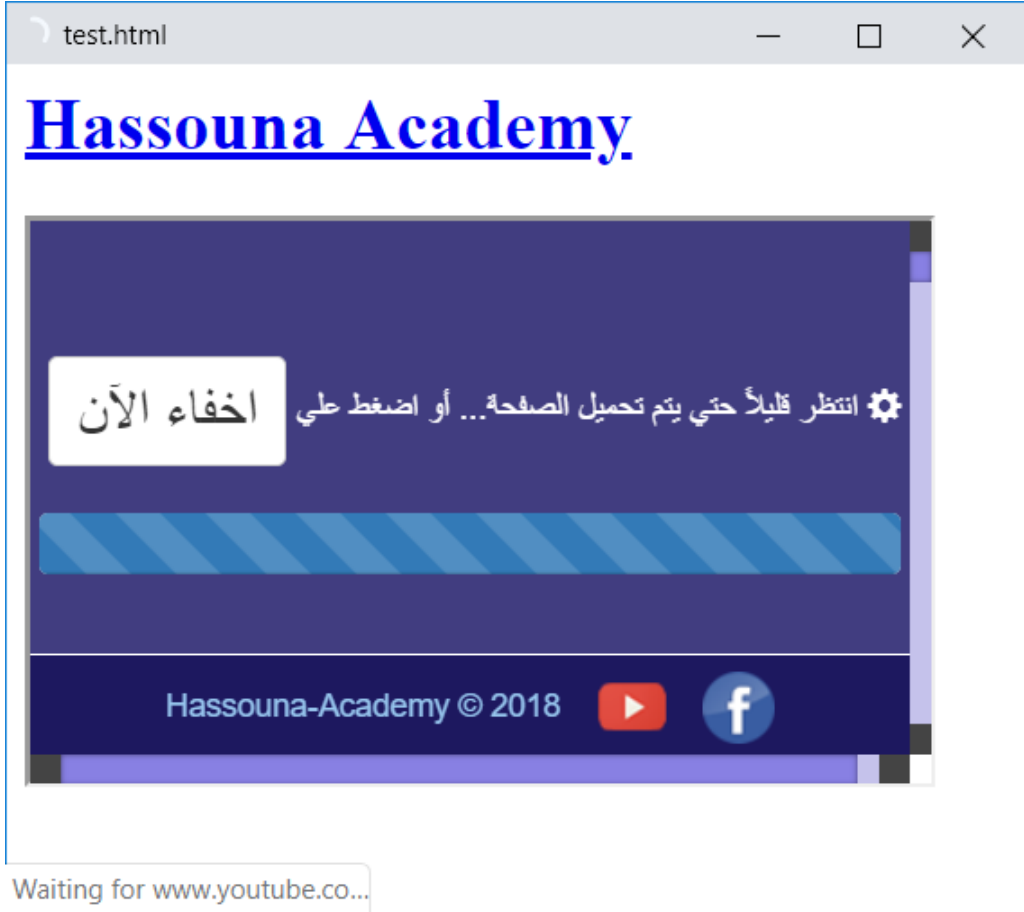 test.html
Hassouna Academy
انتظر قليلاً حتي يتم تحميل الصفحة... أو اضغط علي اخفاء الآن
Hassouna-Academy © 2018
Waiting for www.youtube.co...